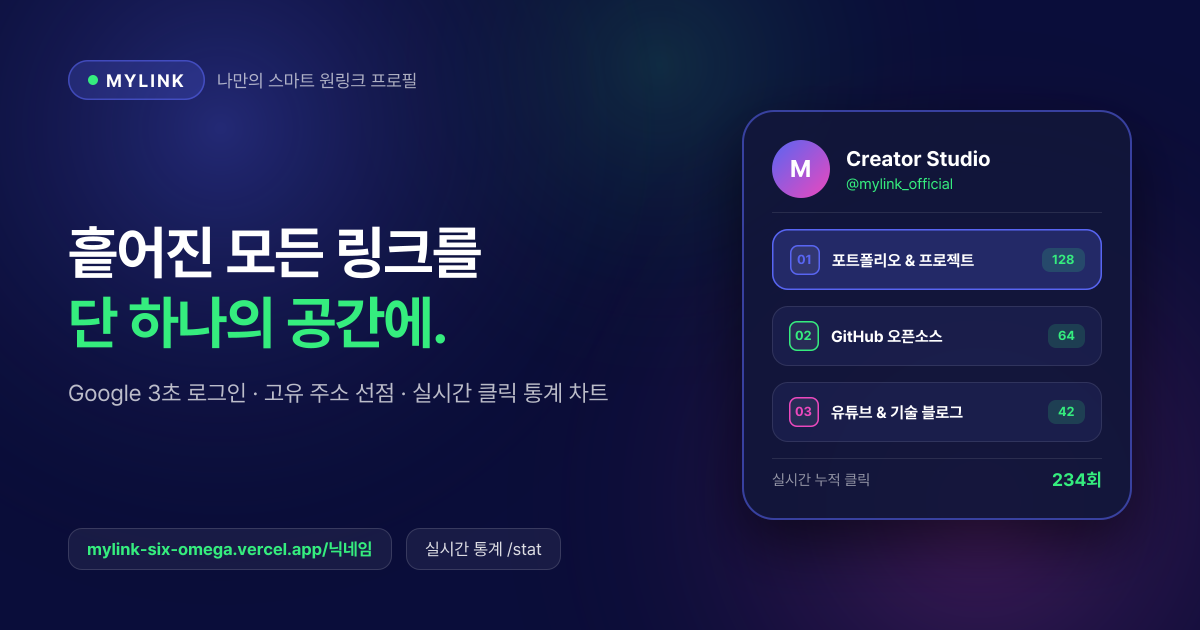 MYLINK
나만의 스마트 원링크 프로필
흩어진 모든 링크를
단 하나의 공간에.
Google 3초 로그인 · 고유 주소 선점 · 실시간 클릭 통계 차트
mylink-six-omega.vercel.app/닉네임
실시간 통계 /stat
M
Creator Studio
@mylink_official
01 포트폴리오 & 프로젝트 128
02 GitHub 오픈소스 64
03 유튜브 & 기술 블로그 42
실시간 누적 클릭 234회